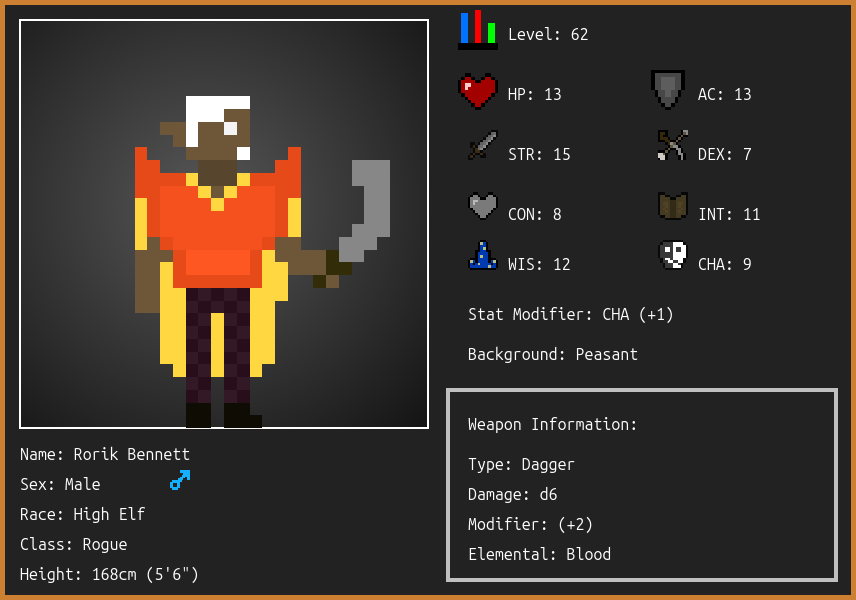 Level: 62
HP: 13
AC: 13
STR: 15
DEX: 7
CON: 8
INT: 11
WIS: 12
CHA: 9
Stat Modifier: CHA (+1)
Background: Peasant
Weapon Information:
Type: Dagger
Damage: d6
Modifier: (+2)
Elemental: Blood
Name: Rorik Bennett
Sex: Male
Race: High Elf
Class: Rogue
Height: 168cm (5'6")